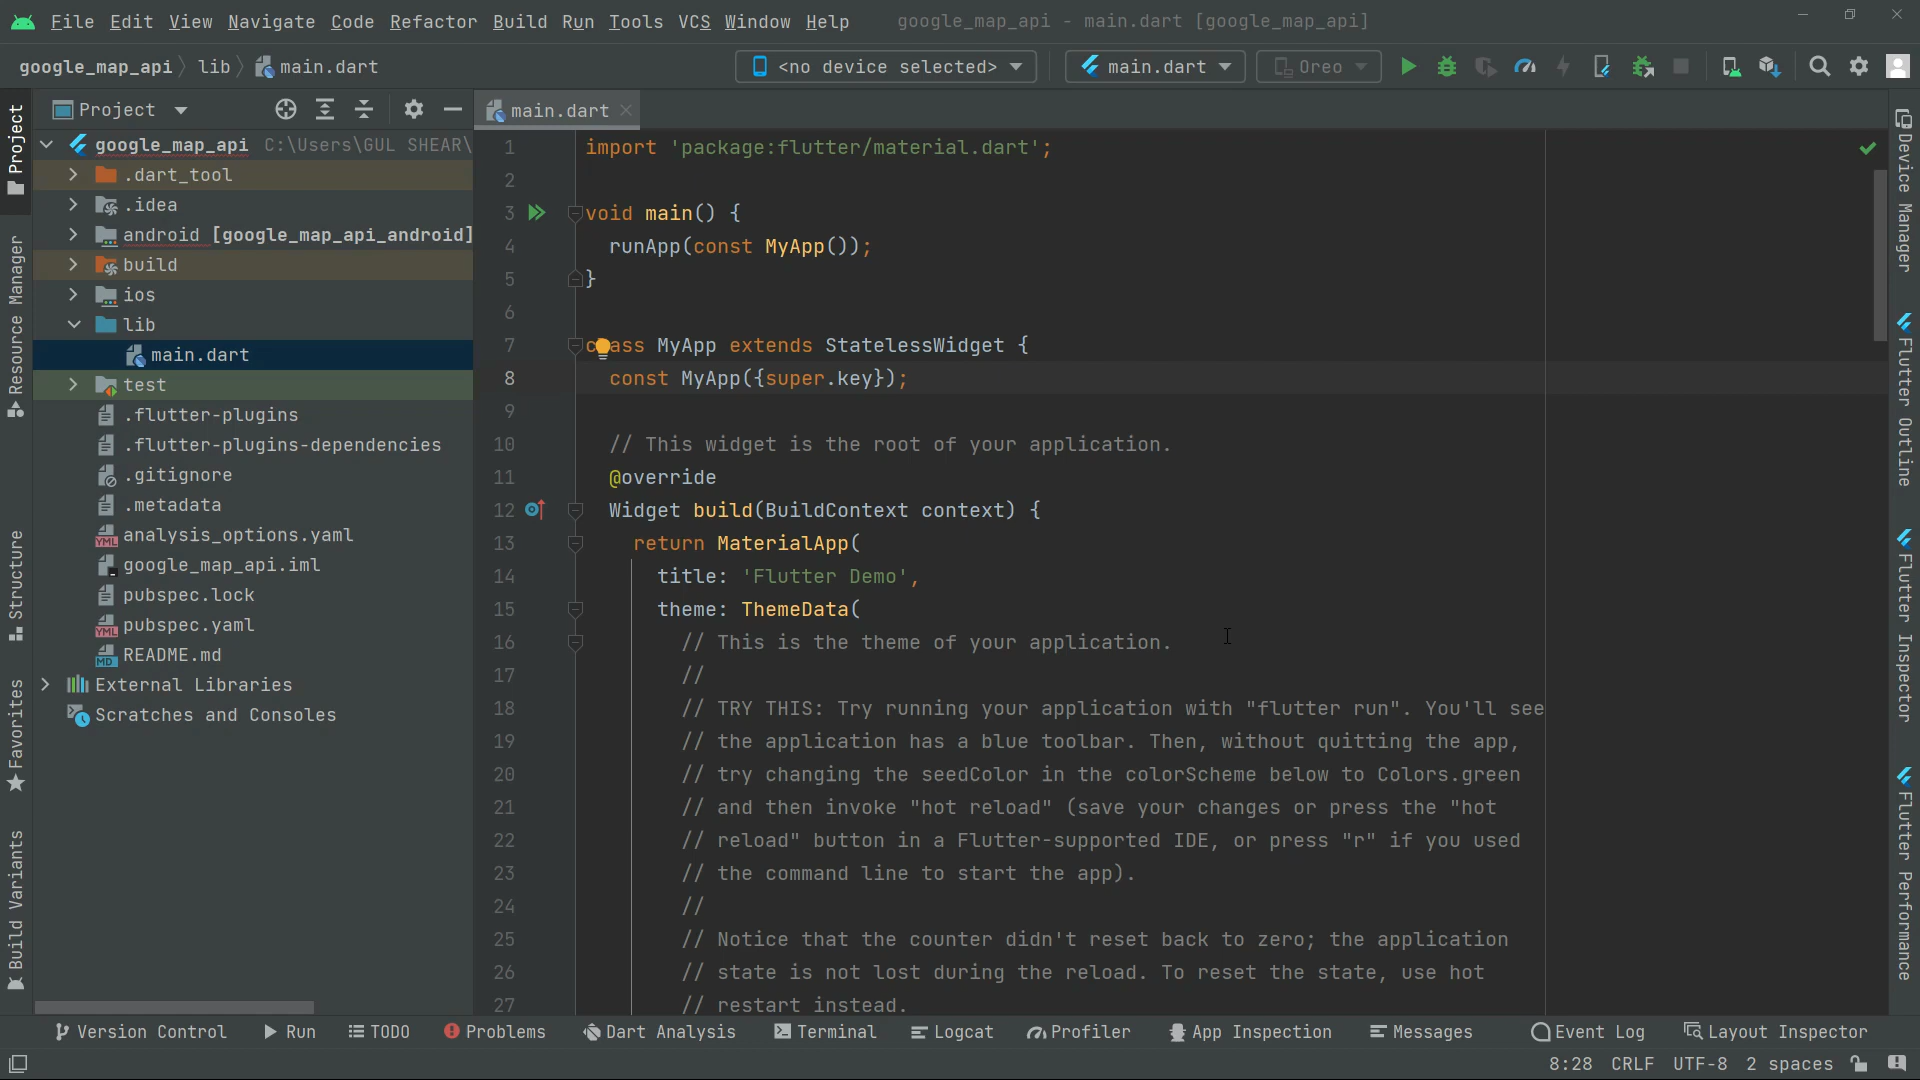 File Edit View Navigate Code Refactor Build Run Tools VCS Window Help google_map_api - main.dart [google_map_api]
google_map_api lib main.dart <no device selected> main.dart Oreo
Project
main.dart
google_map_api C:\Users\GUL SHEAR\
.dart_tool
.idea
android [google_map_api_android]
build
ios
lib
main.dart
test
.flutter-plugins
.flutter-plugins-dependencies
.gitignore
.metadata
analysis_options.yaml
google_map_api.iml
pubspec.lock
pubspec.yaml
README.md
External Libraries
Scratches and Consoles
Project
Resource Manager
Structure
Favorites
Build Variants
1 import 'package:flutter/material.dart';
2
3 void main() {
4 runApp(const MyApp());
5 }
6
7 class MyApp extends StatelessWidget {
8 const MyApp({super.key});
9
10 // This widget is the root of your application.
11 @override
12 Widget build(BuildContext context) {
13 return MaterialApp(
14 title: 'Flutter Demo',
15 theme: ThemeData(
16 // This is the theme of your application.
17 //
18 // TRY THIS: Try running your application with "flutter run". You'll see
19 // the application has a blue toolbar. Then, without quitting the app,
20 // try changing the seedColor in the colorScheme below to Colors.green
21 // and then invoke "hot reload" (save your changes or press the "hot
22 // reload" button in a Flutter-supported IDE, or press "r" if you used
23 // the command line to start the app).
24 //
25 // Notice that the counter didn't reset back to zero; the application
26 // state is not lost during the reload. To reset the state, use hot
27 // restart instead.
Device Manager
Flutter Outline
Flutter Inspector
Flutter Performance
Version Control Run TODO Problems Dart Analysis Terminal Logcat Profiler App Inspection Messages Event Log Layout Inspector
8:28 CRLF UTF-8 2 spaces